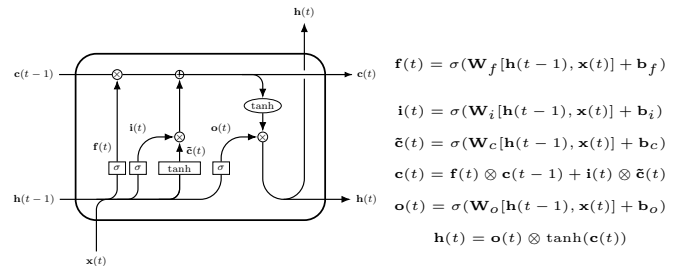 h(t)
c(t−1)
c(t)
tanh
i(t)
o(t)
f(t)
c̃(t)
σ
σ
tanh
σ
h(t−1)
h(t)
x(t)
f(t) = σ(W_f[h(t − 1), x(t)] + b_f)
i(t) = σ(W_i[h(t − 1), x(t)] + b_i)
c̃(t) = σ(W_c[h(t − 1), x(t)] + b_c)
c(t) = f(t) ⊗ c(t − 1) + i(t) ⊗ c̃(t)
o(t) = σ(W_o[h(t − 1), x(t)] + b_o)
h(t) = o(t) ⊗ tanh(c(t))